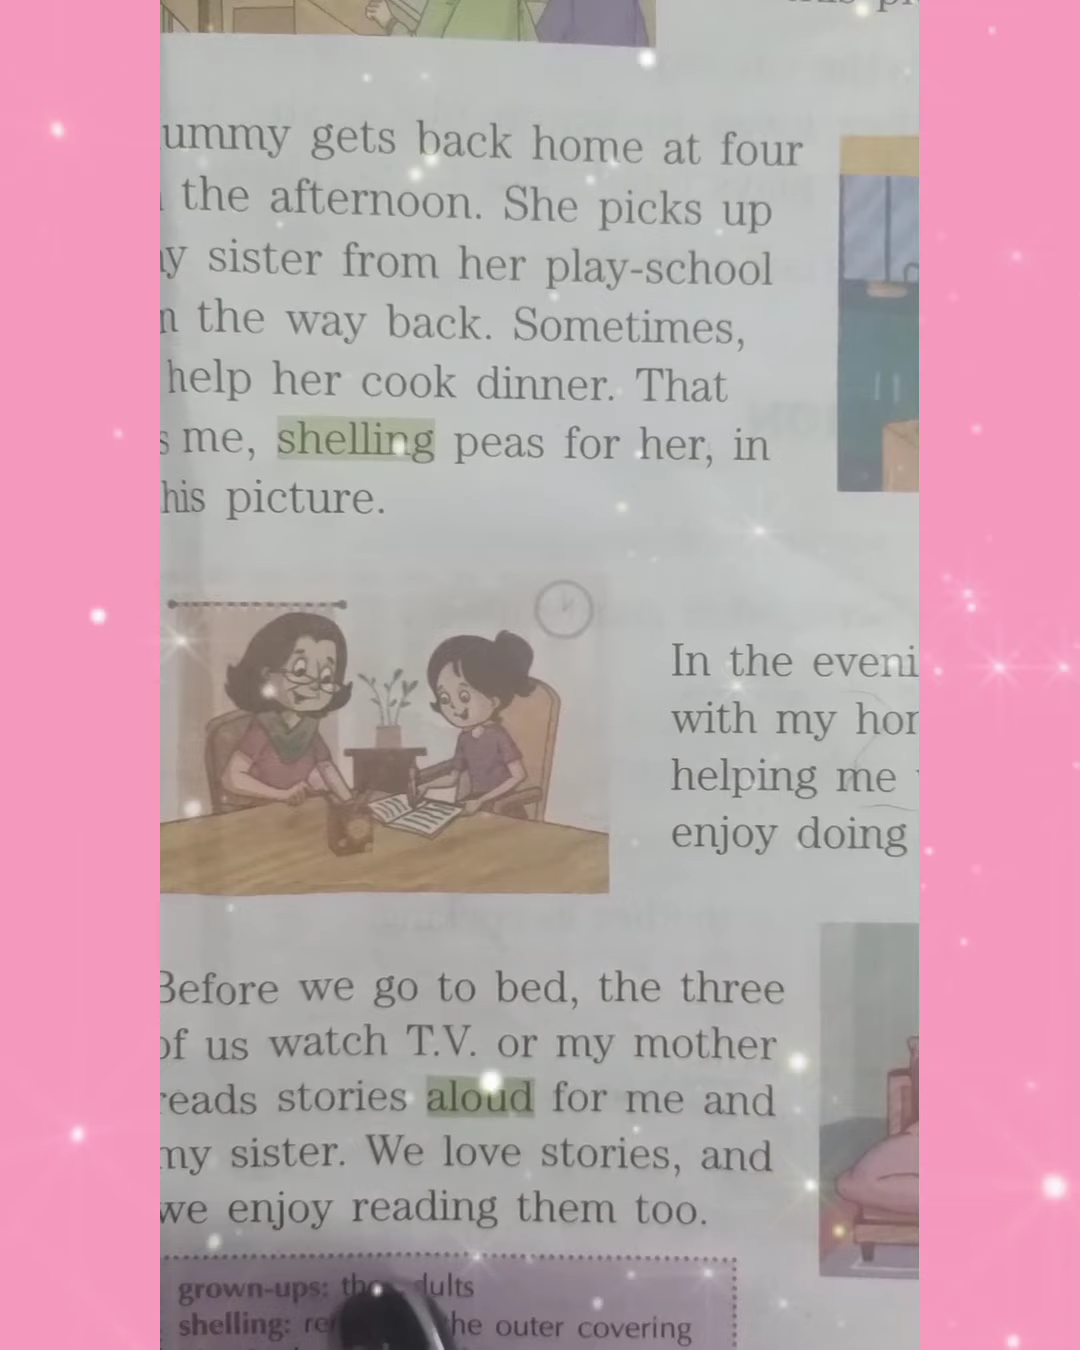 ummy gets back home at four
the afternoon. She picks up
y sister from her play-school
n the way back. Sometimes,
help her cook dinner. That
s me, shelling peas for her, in
his picture.
In the eveni
with my hor
helping me
enjoy doing
Before we go to bed, the three
of us watch T.V. or my mother
reads stories aloud for me and
my sister. We love stories, and
we enjoy reading them too.
grown-ups: dults
shelling: he outer covering